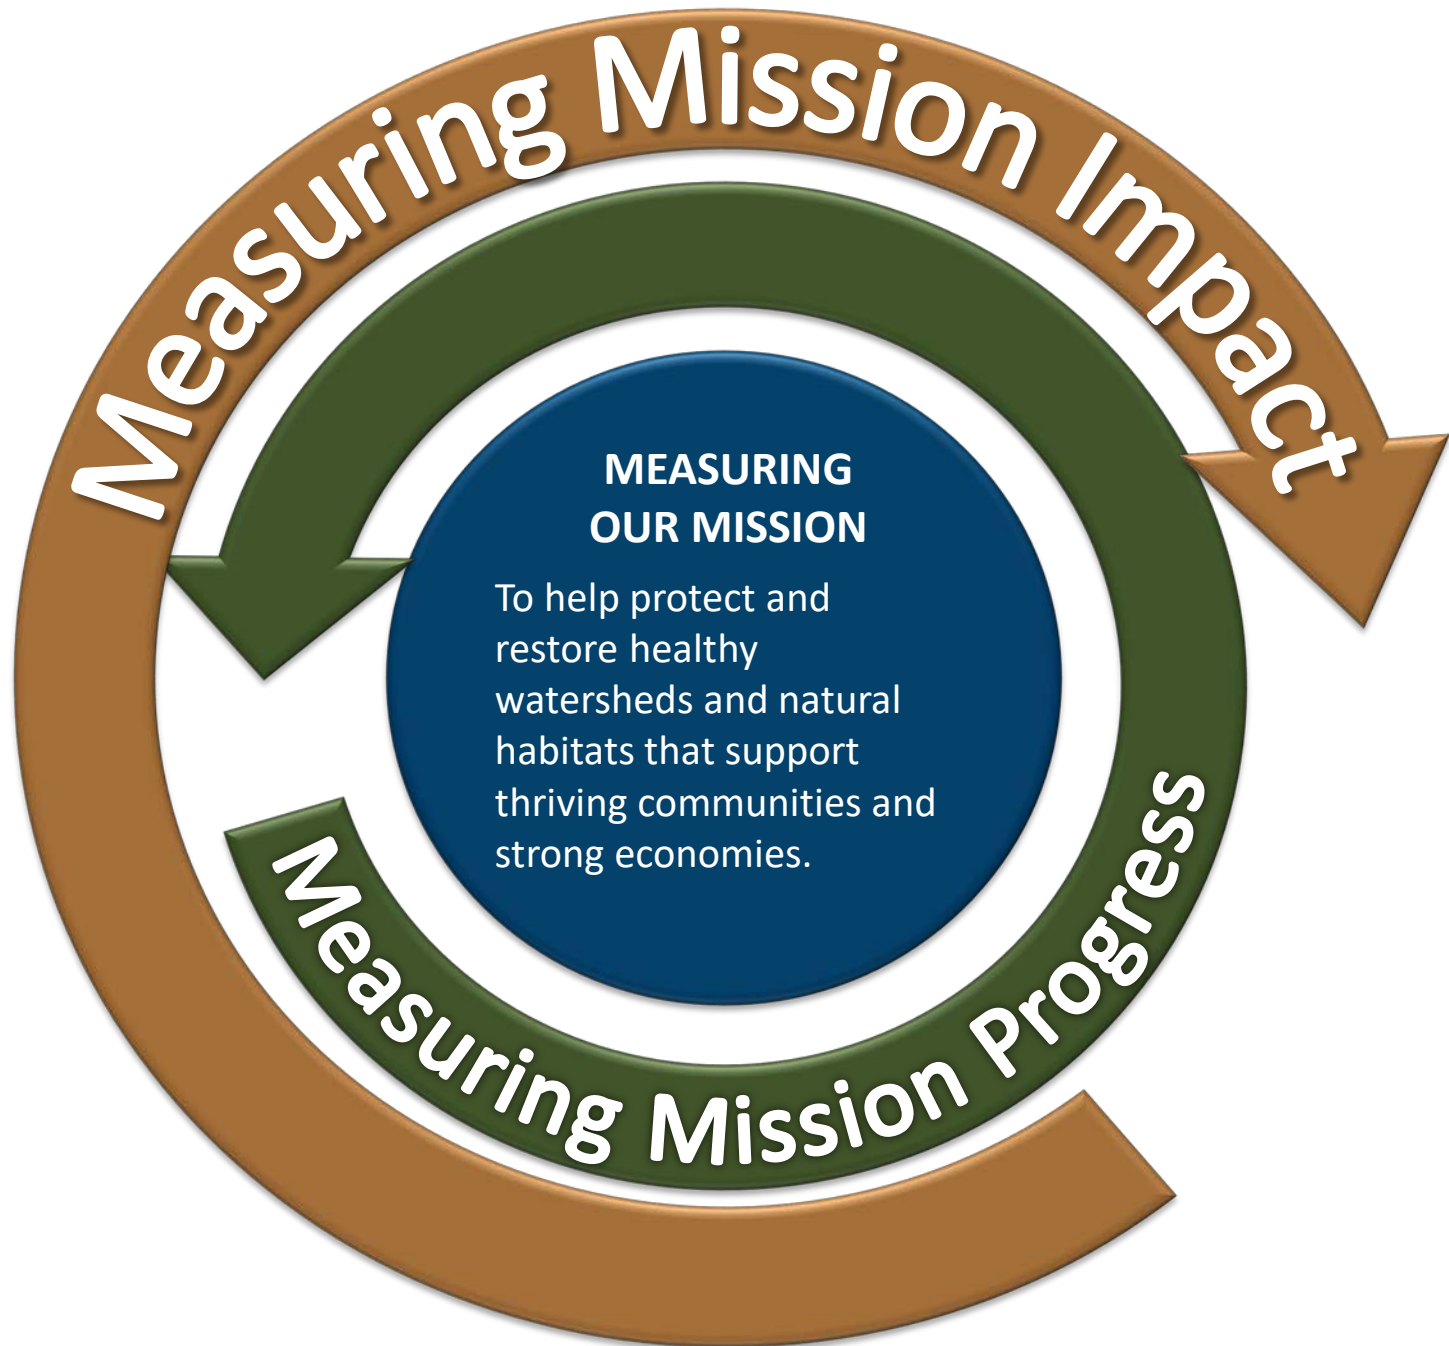 Measuring Mission Impact
MEASURING
OUR MISSION
To help protect and
restore healthy
watersheds and natural
habitats that support
thriving communities and
strong economies.
Measuring Mission Progress